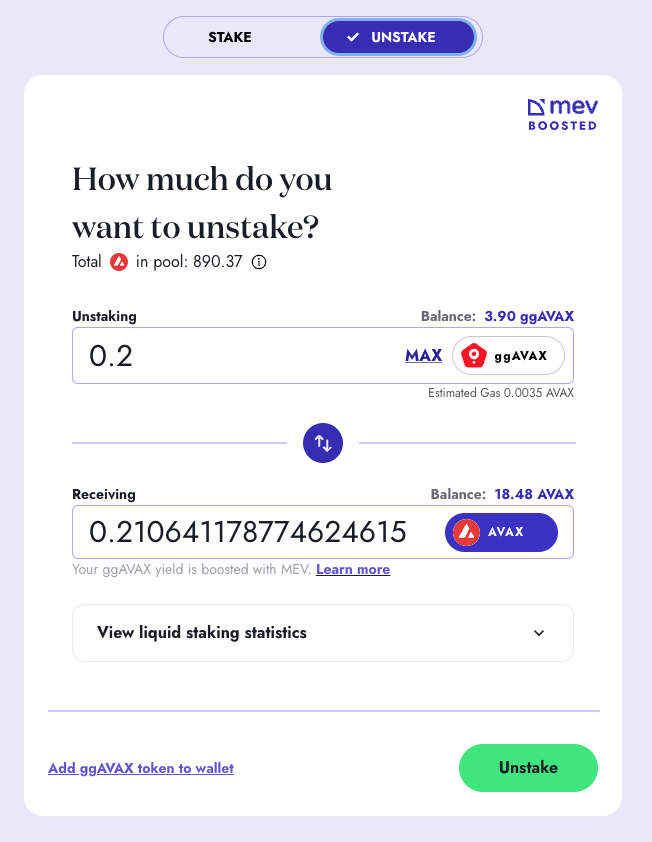 STAKE
UNSTAKE
mev
BOOSTED
How much do you
want to unstake?
Total in pool: 890.37
Unstaking
Balance: 3.90 ggAVAX
0.2
MAX
ggAVAX
Estimated Gas 0.0035 AVAX
Receiving
Balance: 18.48 AVAX
0.210641178774624615
AVAX
Your ggAVAX yield is boosted with MEV. Learn more
View liquid staking statistics
Add ggAVAX token to wallet
Unstake